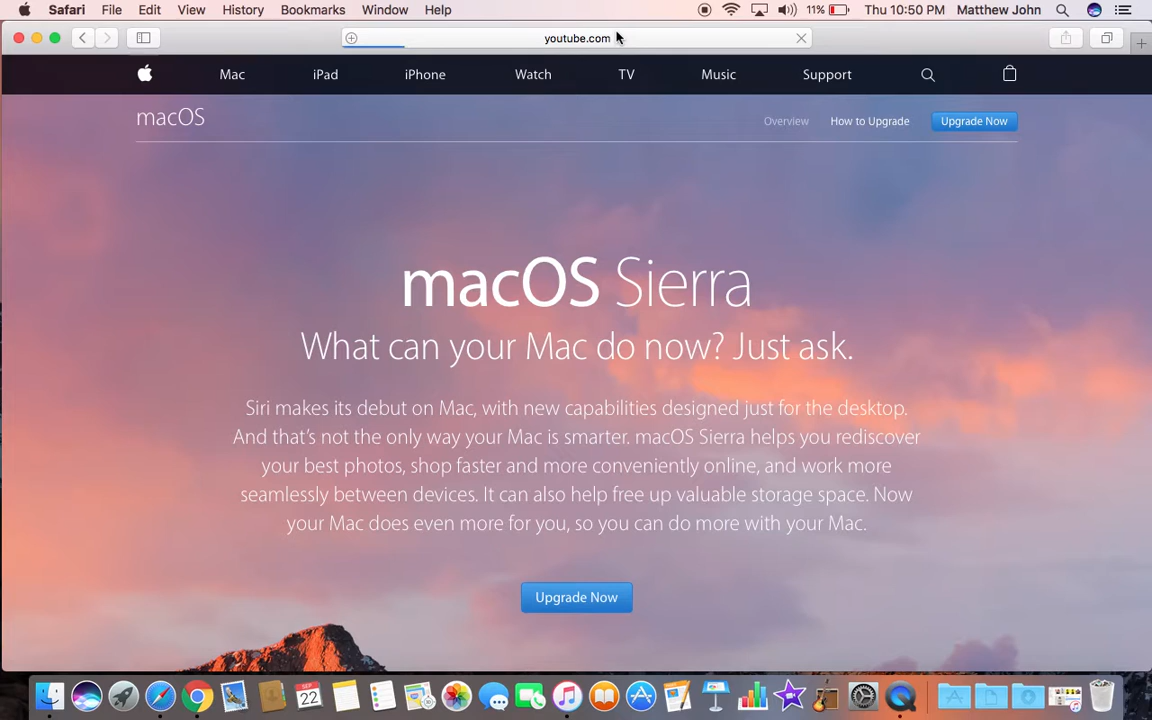 Safari File Edit View History Bookmarks Window Help 11% Thu 10:50 PM Matthew John
youtube.com
Mac iPad iPhone Watch TV Music Support
macOS Overview How to Upgrade Upgrade Now
macOS Sierra
What can your Mac do now? Just ask.
Siri makes its debut on Mac, with new capabilities designed just for the desktop.
And that's not the only way your Mac is smarter. macOS Sierra helps you rediscover
your best photos, shop faster and more conveniently online, and work more
seamlessly between devices. It can also help free up valuable storage space. Now
your Mac does even more for you, so you can do more with your Mac.
Upgrade Now
SEP
22